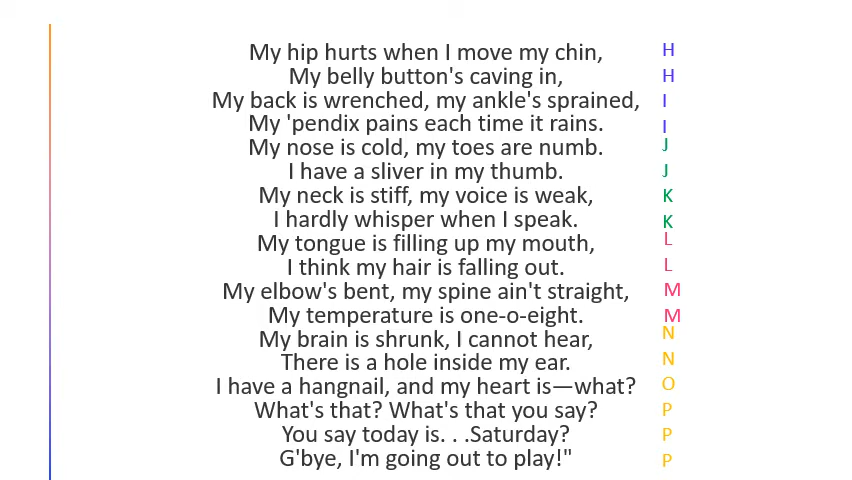 My hip hurts when I move my chin, H
My belly button's caving in, H
My back is wrenched, my ankle's sprained, I
My 'pendix pains each time it rains. I
My nose is cold, my toes are numb. J
I have a sliver in my thumb. J
My neck is stiff, my voice is weak, K
I hardly whisper when I speak. K
My tongue is filling up my mouth, L
I think my hair is falling out. L
My elbow's bent, my spine ain't straight, M
My temperature is one-o-eight. M
My brain is shrunk, I cannot hear, N
There is a hole inside my ear. N
I have a hangnail, and my heart is—what? O
What's that? What's that you say? P
You say today is. . .Saturday? P
G'bye, I'm going out to play!" P